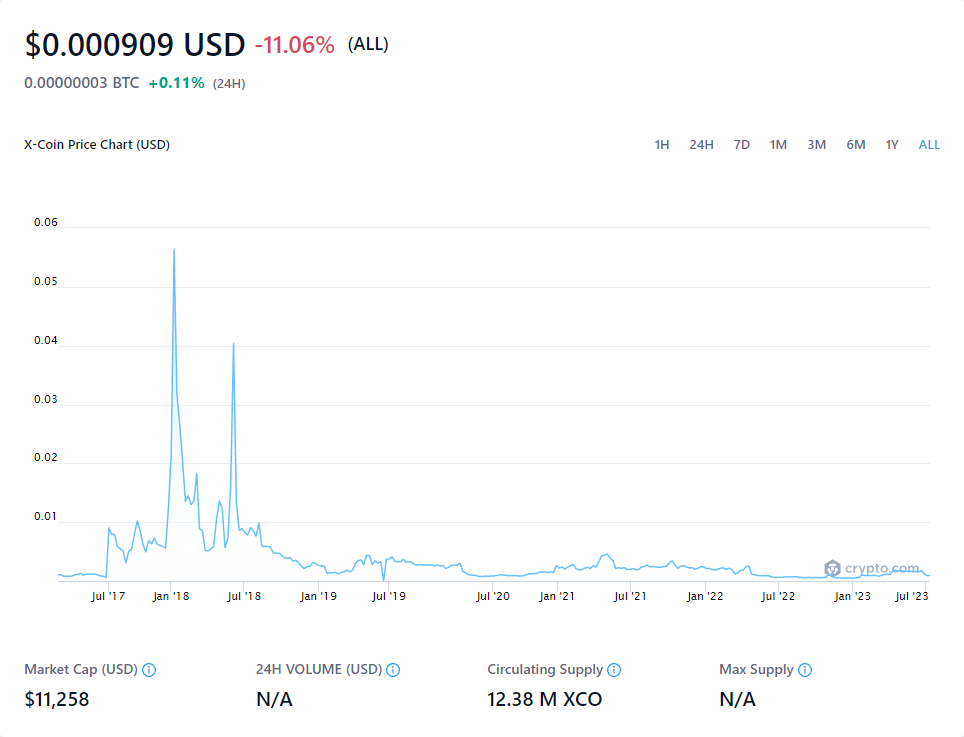 $0.000909 USD -11.06% (ALL)
0.00000003 BTC +0.11% (24H)
X-Coin Price Chart (USD) 1H 24H 7D 1M 3M 6M 1Y ALL
0.06
0.05
0.04
0.03
0.02
0.01
crypto.com
Jul '17 Jan '18 Jul '18 Jan '19 Jul '19 Jul '20 Jan '21 Jul '21 Jan '22 Jul '22 Jan '23 Jul '23
Market Cap (USD) 24H VOLUME (USD) Circulating Supply Max Supply
$11,258 N/A 12.38 M XCO N/A